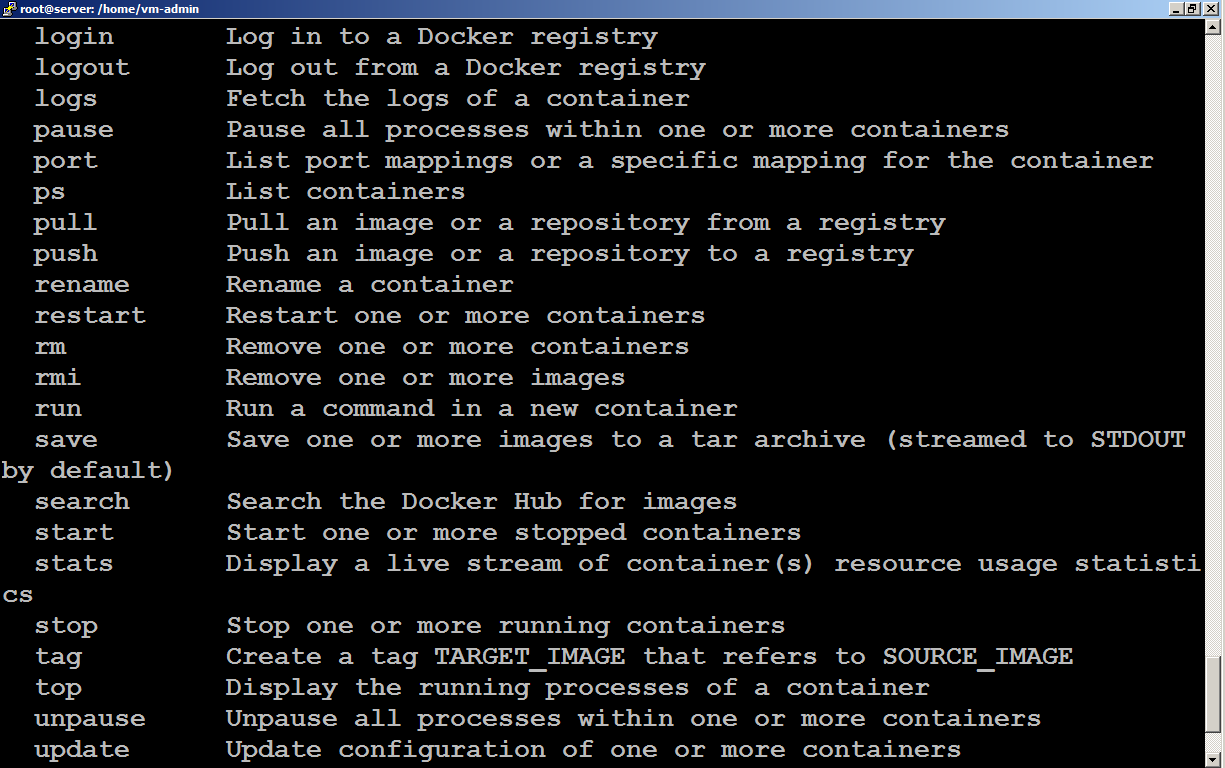 root@server: /home/vm-admin
login Log in to a Docker registry
logout Log out from a Docker registry
logs Fetch the logs of a container
pause Pause all processes within one or more containers
port List port mappings or a specific mapping for the container
ps List containers
pull Pull an image or a repository from a registry
push Push an image or a repository to a registry
rename Rename a container
restart Restart one or more containers
rm Remove one or more containers
rmi Remove one or more images
run Run a command in a new container
save Save one or more images to a tar archive (streamed to STDOUT
by default)
search Search the Docker Hub for images
start Start one or more stopped containers
stats Display a live stream of container(s) resource usage statisti
cs
stop Stop one or more running containers
tag Create a tag TARGET_IMAGE that refers to SOURCE_IMAGE
top Display the running processes of a container
unpause Unpause all processes within one or more containers
update Update configuration of one or more containers